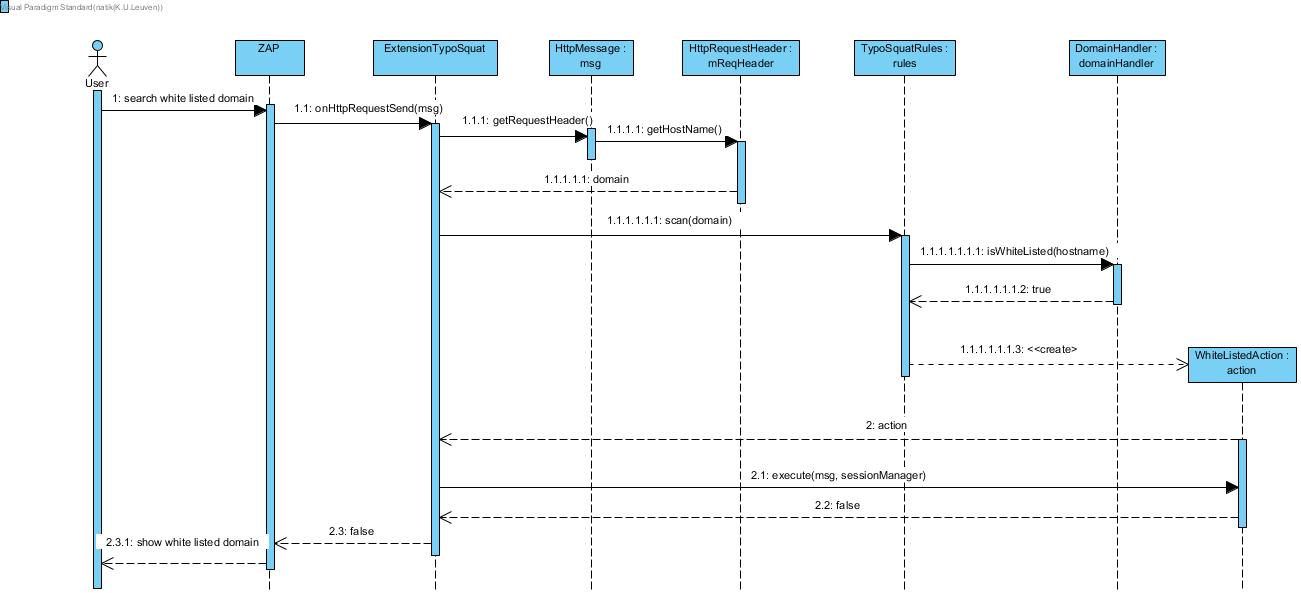 Visual Paradigm Standard(natik(K.U.Leuven))
ZAP
ExtensionTypoSquat
HttpMessage :
msg
HttpRequestHeader :
mReqHeader
TypoSquatRules :
rules
DomainHandler :
domainHandler
User
1: search white listed domain
1.1: onHttpRequestSend(msg)
1.1.1: getRequestHeader()
1.1.1.1: getHostName()
1.1.1.1.1: domain
1.1.1.1.1.1: scan(domain)
1.1.1.1.1.1.1: isWhiteListed(hostname)
1.1.1.1.1.1.2: true
1.1.1.1.1.1.3: <<create>
WhiteListedAction :
action
2: action
2.1: execute(msg, sessionManager)
2.2: false
2.3: false
2.3.1: show white listed domain